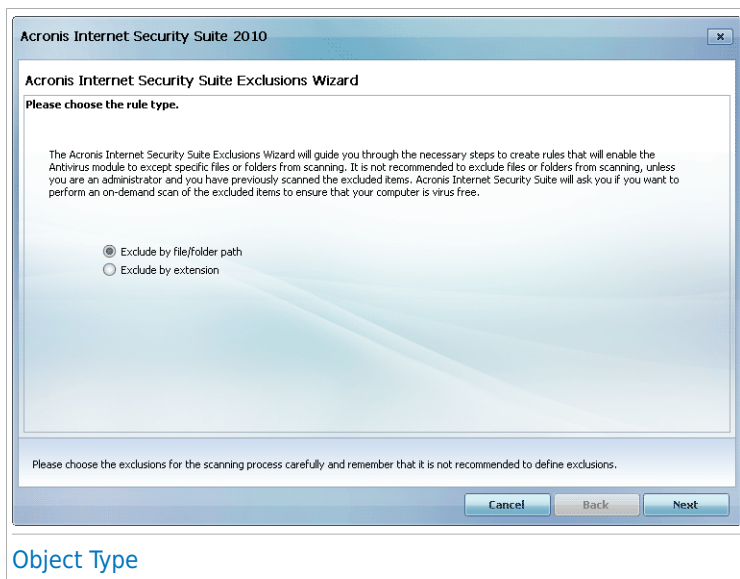 Acronis Internet Security Suite 2010
x
Acronis Internet Security Suite Exclusions Wizard
Please choose the rule type.
The Acronis Internet Security Suite Exclusions Wizard will guide you through the necessary steps to create rules that will enable the
Antivirus module to except specific files or folders from scanning. It is not recommended to exclude files or folders from scanning, unless
you are an administrator and you have previously scanned the excluded items. Acronis Internet Security Suite will ask you if you want to
perform an on-demand scan of the excluded items to ensure that your computer is virus free.
Exclude by file/folder path
Exclude by extension
Please choose the exclusions for the scanning process carefully and remember that it is not recommended to define exclusions.
Cancel Back Next
Object Type